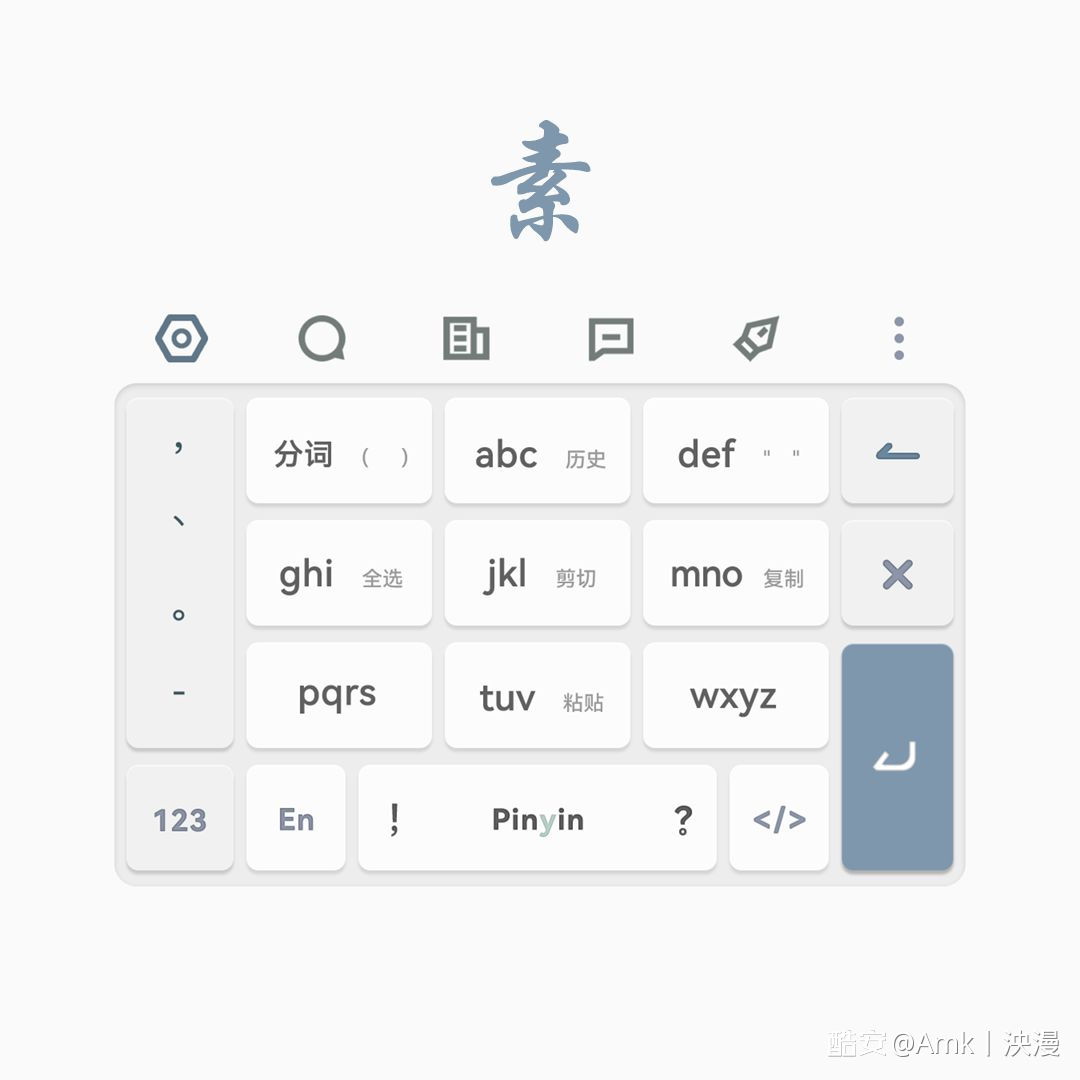 素
，
、
。
-
分词 ( )
abc 历史
def " "
ghi 全选
jkl 剪切
mno 复制
pqrs
tuv 粘贴
wxyz
123
En
! Pinyin ?
</>
酷安@Amk｜泱漫